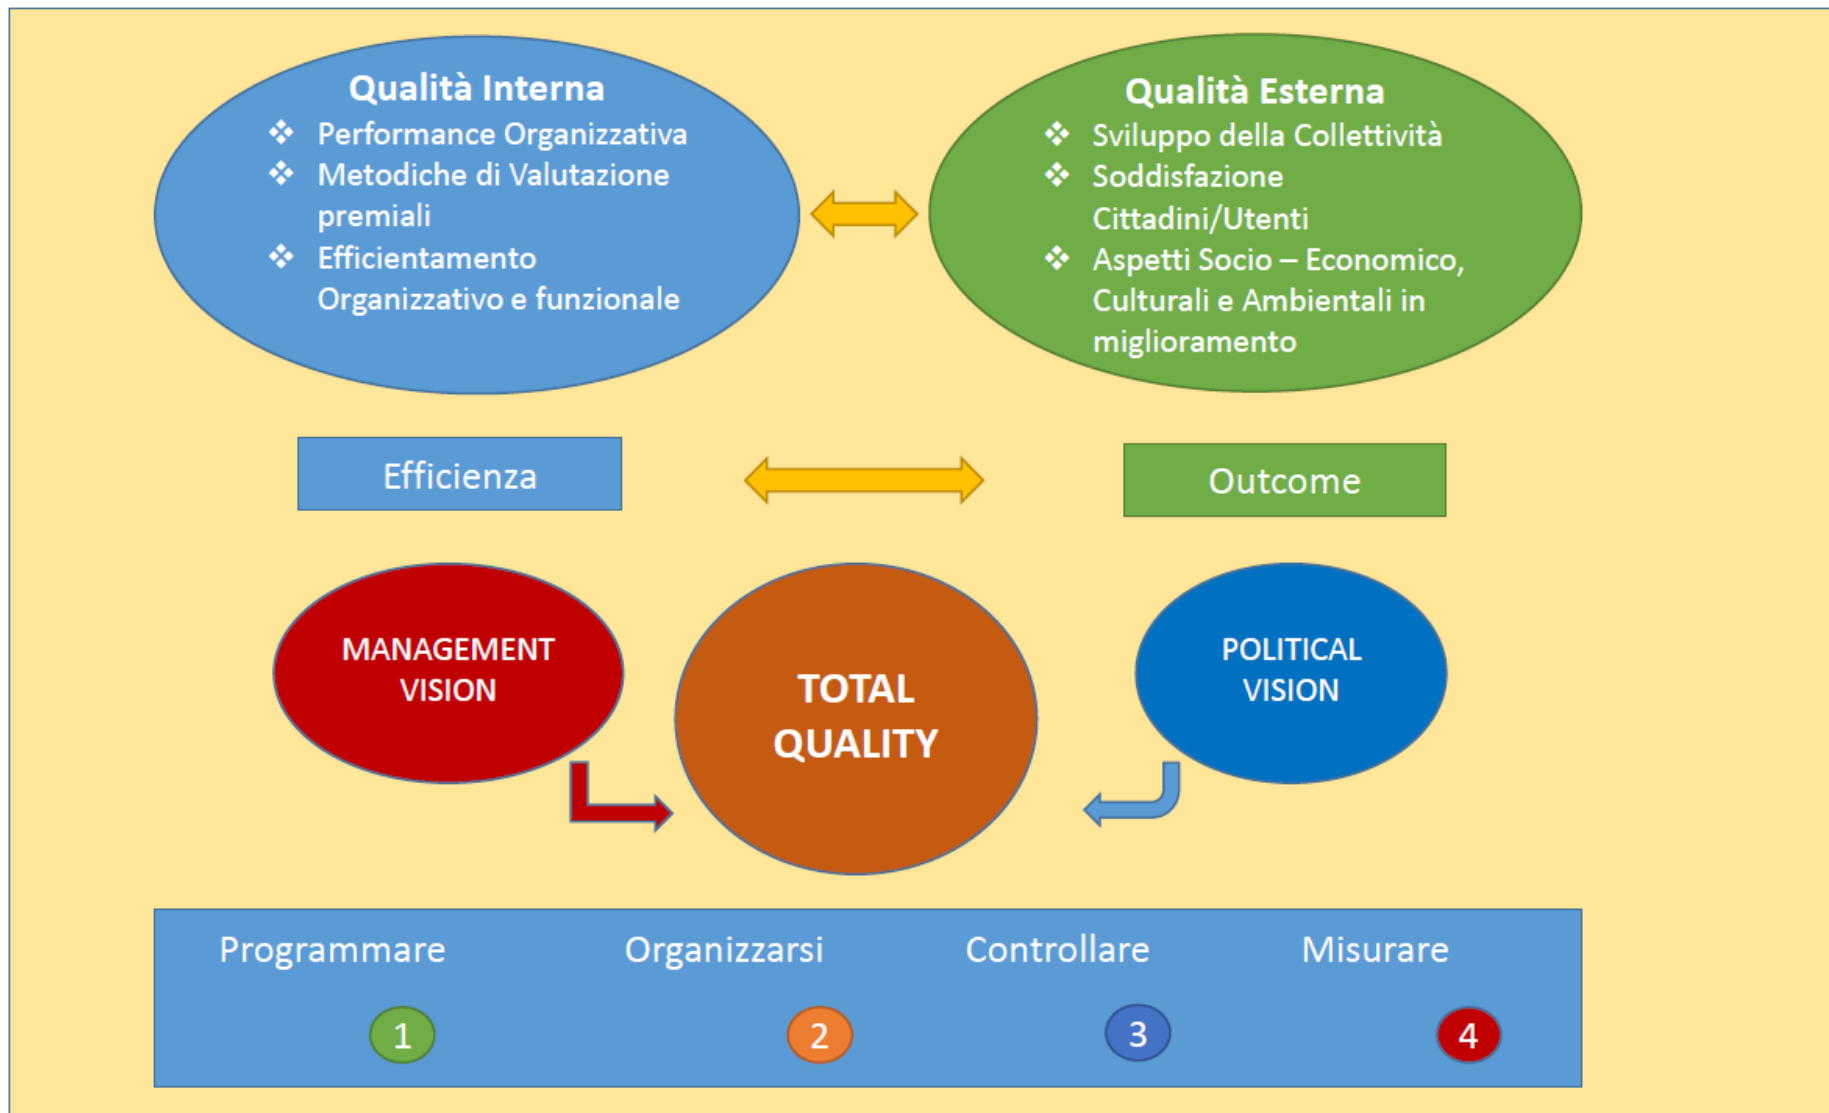 Qualità Interna
❖ Performance Organizzativa
❖ Metodiche di Valutazione
premiali
❖ Efficientamento
Organizzativo e funzionale
Qualità Esterna
❖ Sviluppo della Collettività
❖ Soddisfazione
Cittadini/Utenti
❖ Aspetti Socio – Economico,
Culturali e Ambientali in
miglioramento
Efficienza
Outcome
MANAGEMENT
VISION
TOTAL
QUALITY
POLITICAL
VISION
Programmare
Organizzarsi
Controllare
Misurare
1
2
3
4